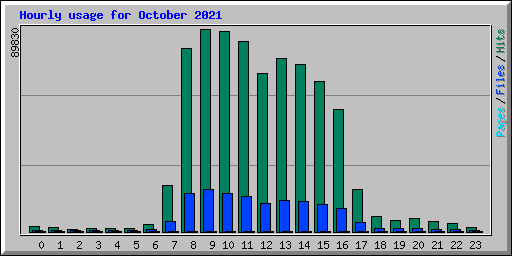 Hourly usage for October 2021
89830
Pages/Files/Hits
0 1 2 3 4 5 6 7 8 9 10 11 12 13 14 15 16 17 18 19 20 21 22 23